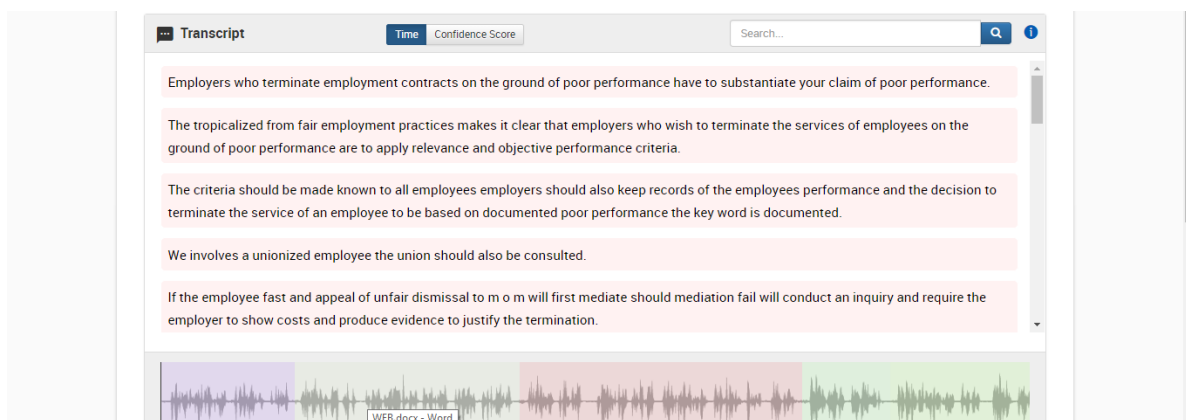 Transcript
Time Confidence Score
Search...
Employers who terminate employment contracts on the ground of poor performance have to substantiate your claim of poor performance.
The tropicalized from fair employment practices makes it clear that employers who wish to terminate the services of employees on the
ground of poor performance are to apply relevance and objective performance criteria.
The criteria should be made known to all employees employers should also keep records of the employees performance and the decision to
terminate the service of an employee to be based on documented poor performance the key word is documented.
We involves a unionized employee the union should also be consulted.
If the employee fast and appeal of unfair dismissal to m o m will first mediate should mediation fail will conduct an inquiry and require the
employer to show costs and produce evidence to justify the termination.
WEB.docx - Word